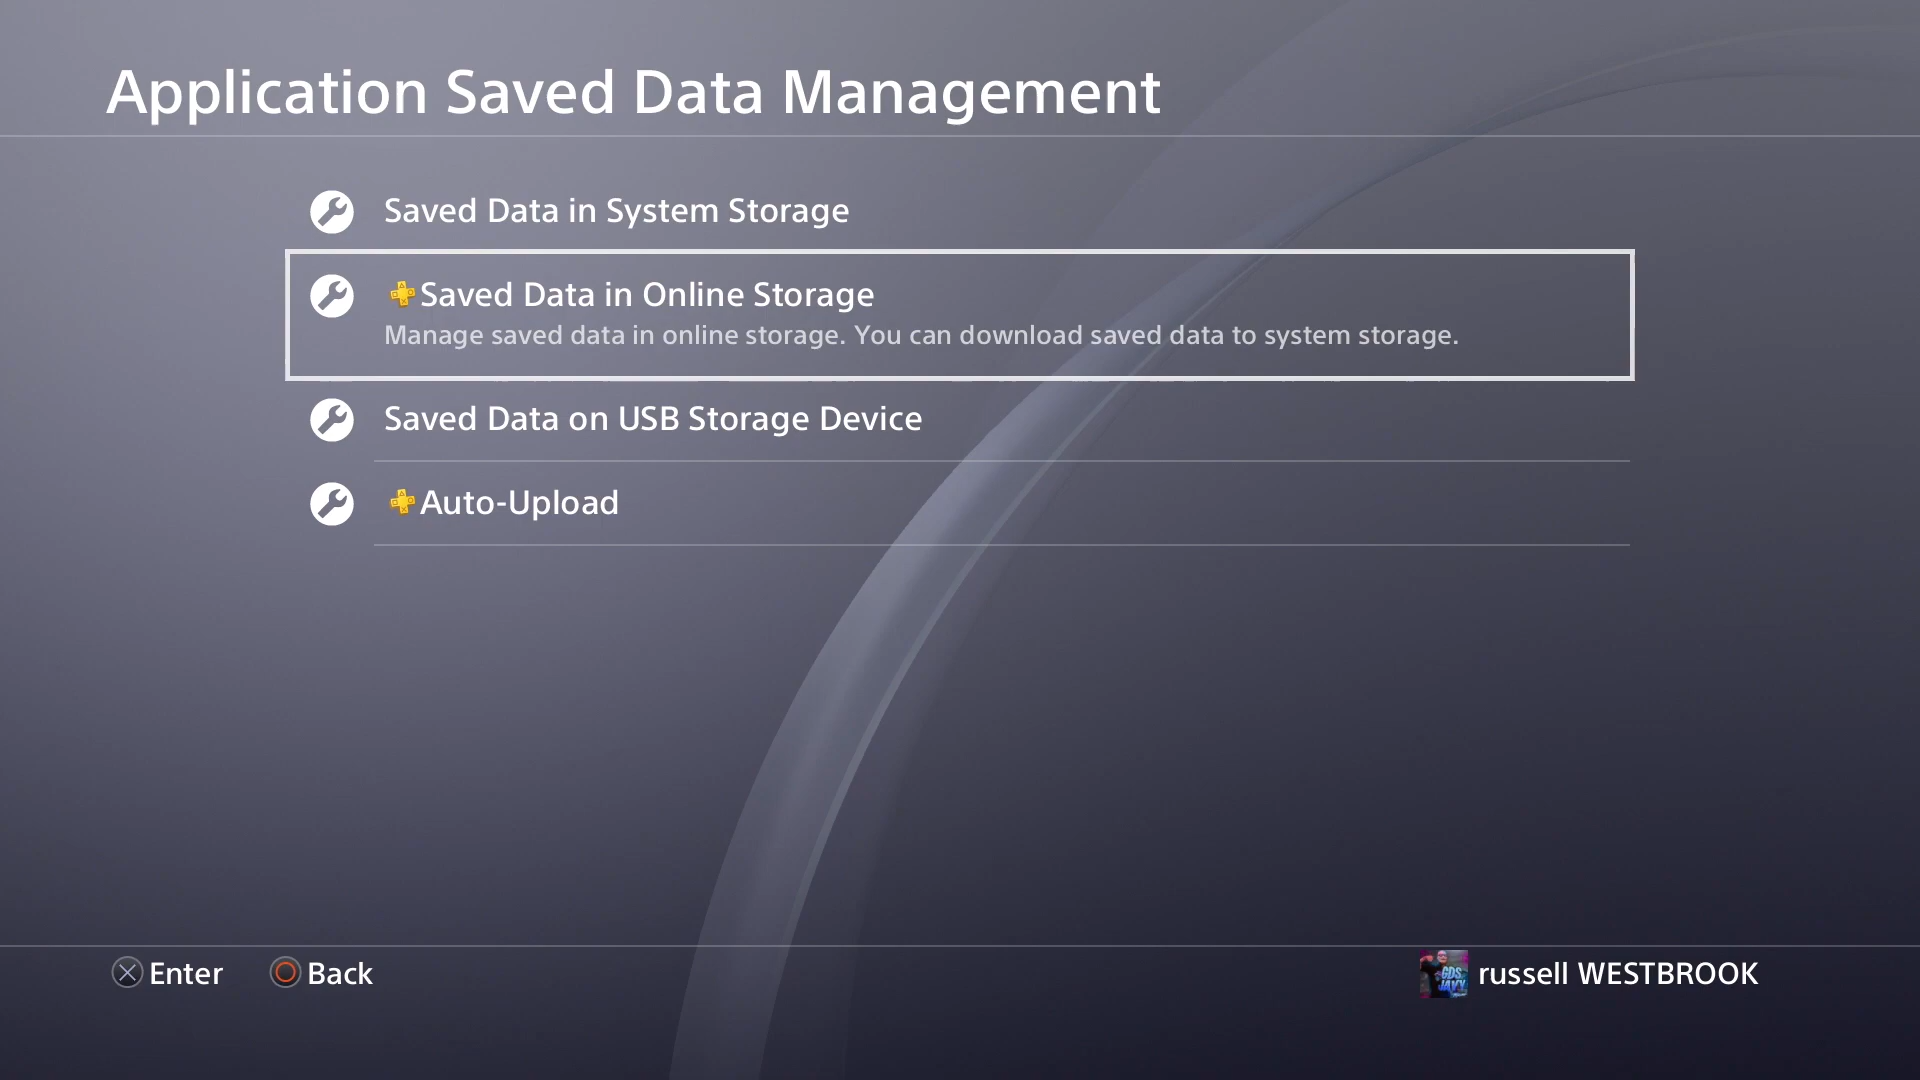 Application Saved Data Management
Saved Data in System Storage
Saved Data in Online Storage
Manage saved data in online storage. You can download saved data to system storage.
Saved Data on USB Storage Device
Auto-Upload
Enter
Back
GDS
JAVY
russell WESTBROOK